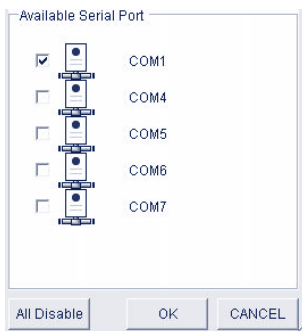 Available Serial Port
COM1
COM4
COM5
COM6
COM7
All Disable OK CANCEL